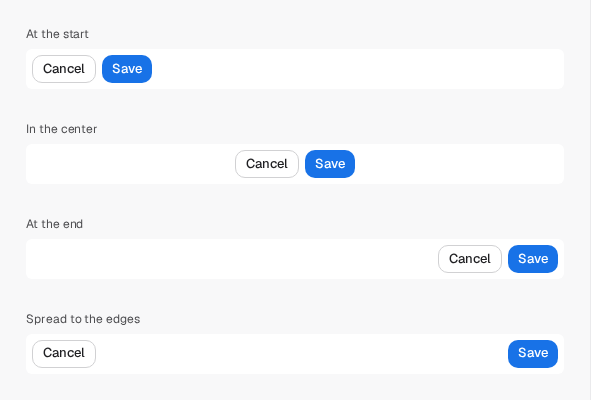 At the start
Cancel Save
In the center
Cancel Save
At the end
Cancel Save
Spread to the edges
Cancel Save